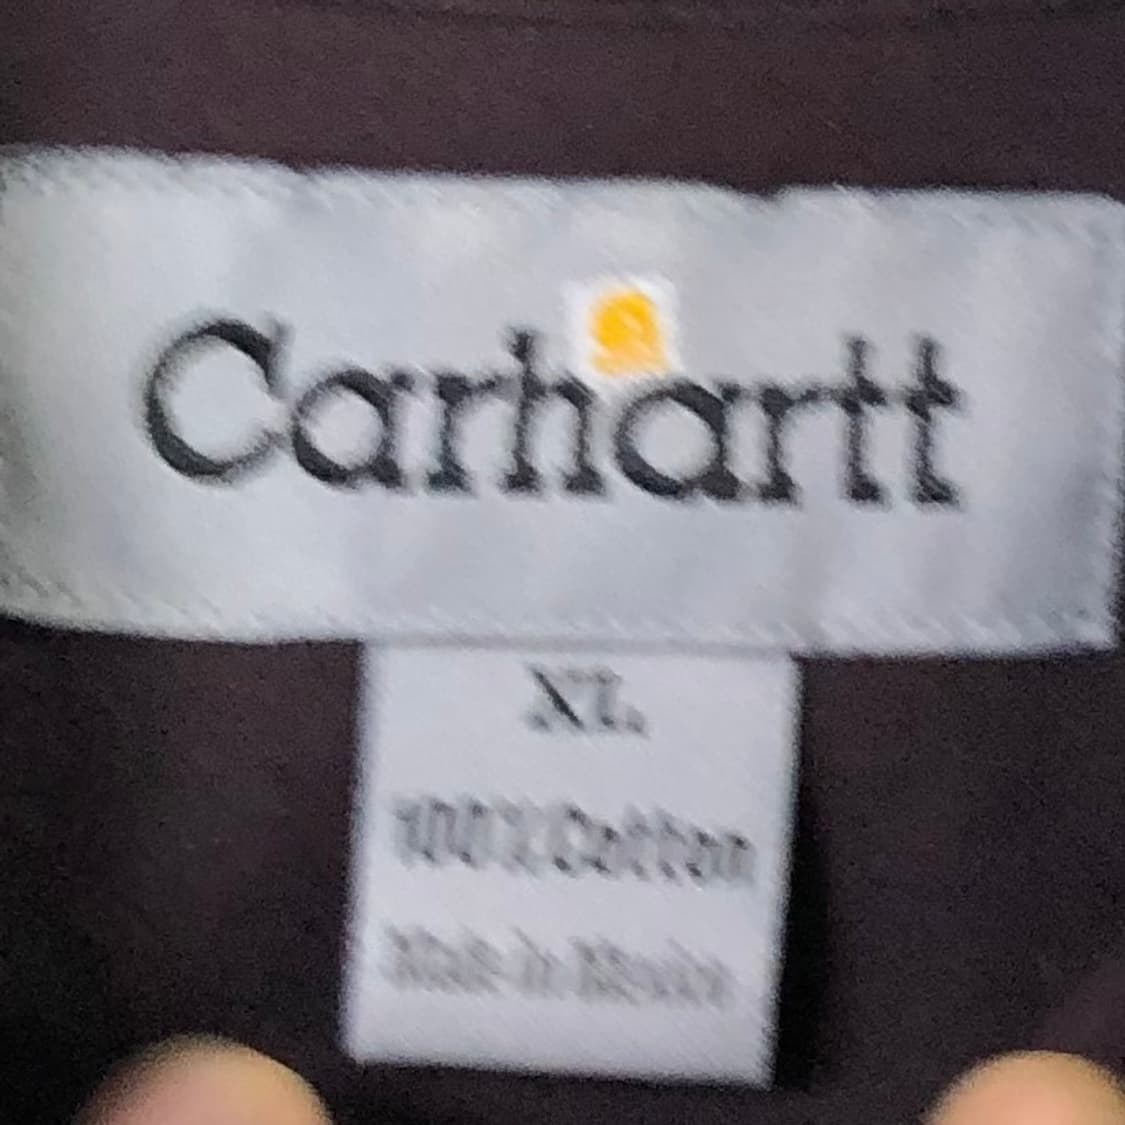 Carhartt
XL
100% Cotton
Made in Mexico